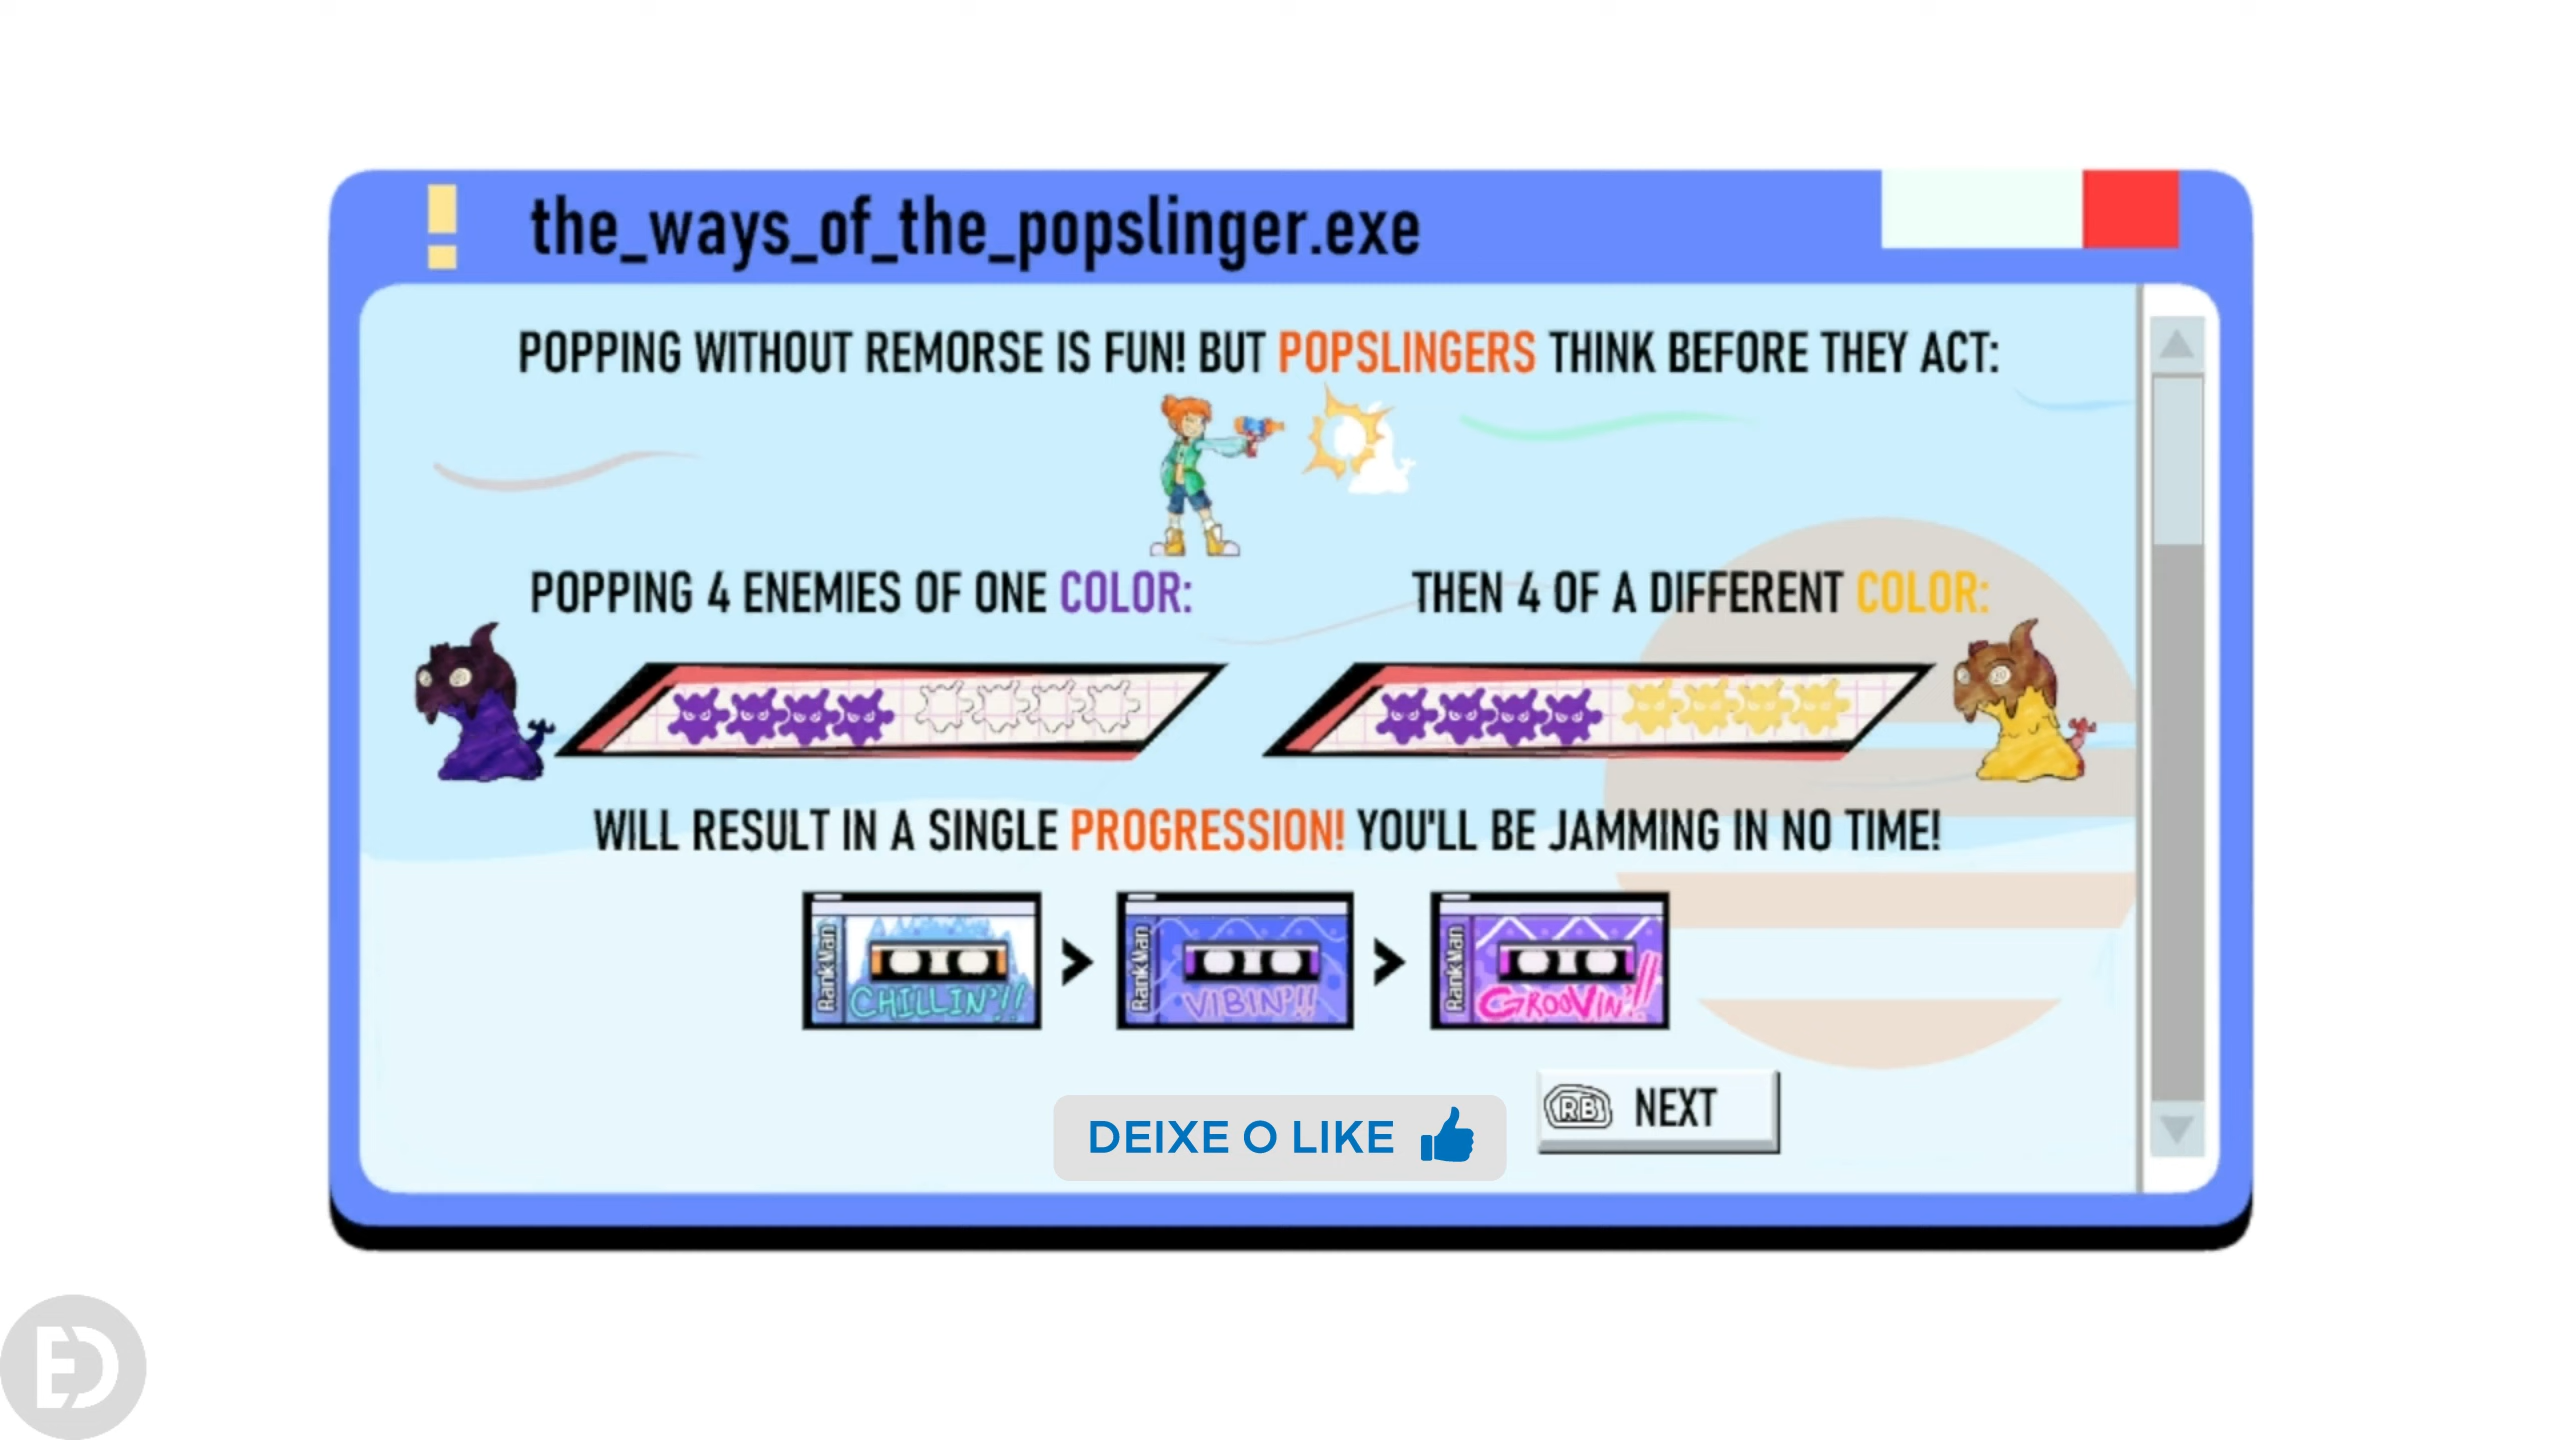 the_ways_of_the_popslinger.exe
POPPING WITHOUT REMORSE IS FUN! BUT POPSLINGERS THINK BEFORE THEY ACT:
POPPING 4 ENEMIES OF ONE COLOR:
THEN 4 OF A DIFFERENT COLOR:
WILL RESULT IN A SINGLE PROGRESSION! YOU'LL BE JAMMING IN NO TIME!
RankMan
CHILLIN'!!
>
RankMan
VIBIN'!!
>
RankMan
GROOVIN'!!
RB NEXT
DEIXE O LIKE
ED